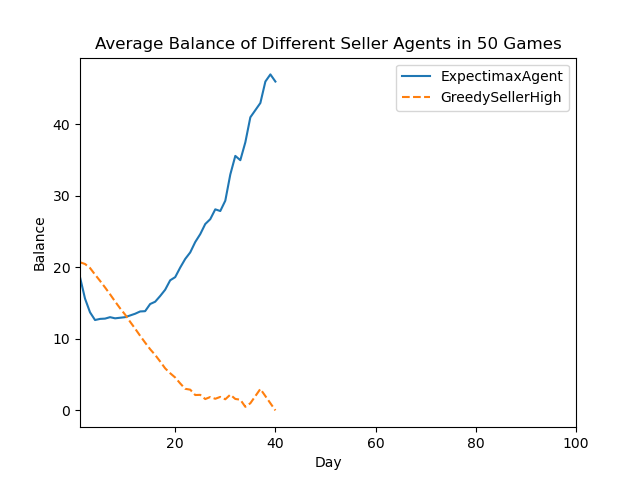 Average Balance of Different Seller Agents in 50 Games
ExpectimaxAgent
GreedySellerHigh
Balance
40
30
20
10
0
20
40
60
80
100
Day